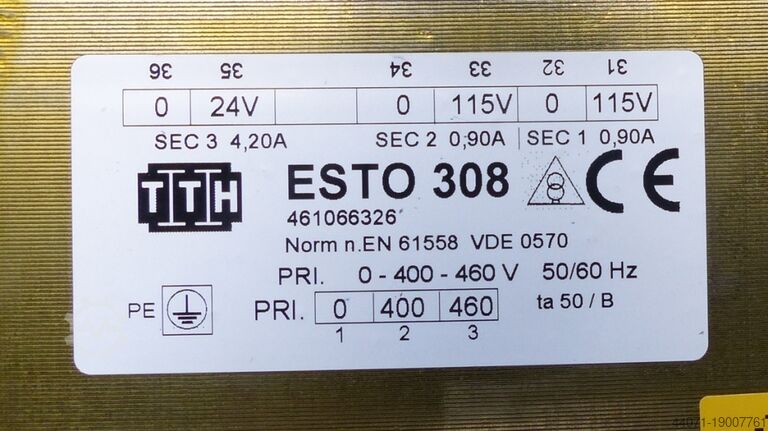 36 35 34 33 32 31
0 24V 0 115V 0 115V
SEC 3 4,20A SEC 2 0,90A SEC 1 0,90A
TTH ESTO 308 CE
461066326
Norm n.EN 61558 VDE 0570
PRI. 0 - 400 - 460 V 50/60 Hz
PE PRI. 0 400 460 ta 50 / B
1 2 3
44071-19007761